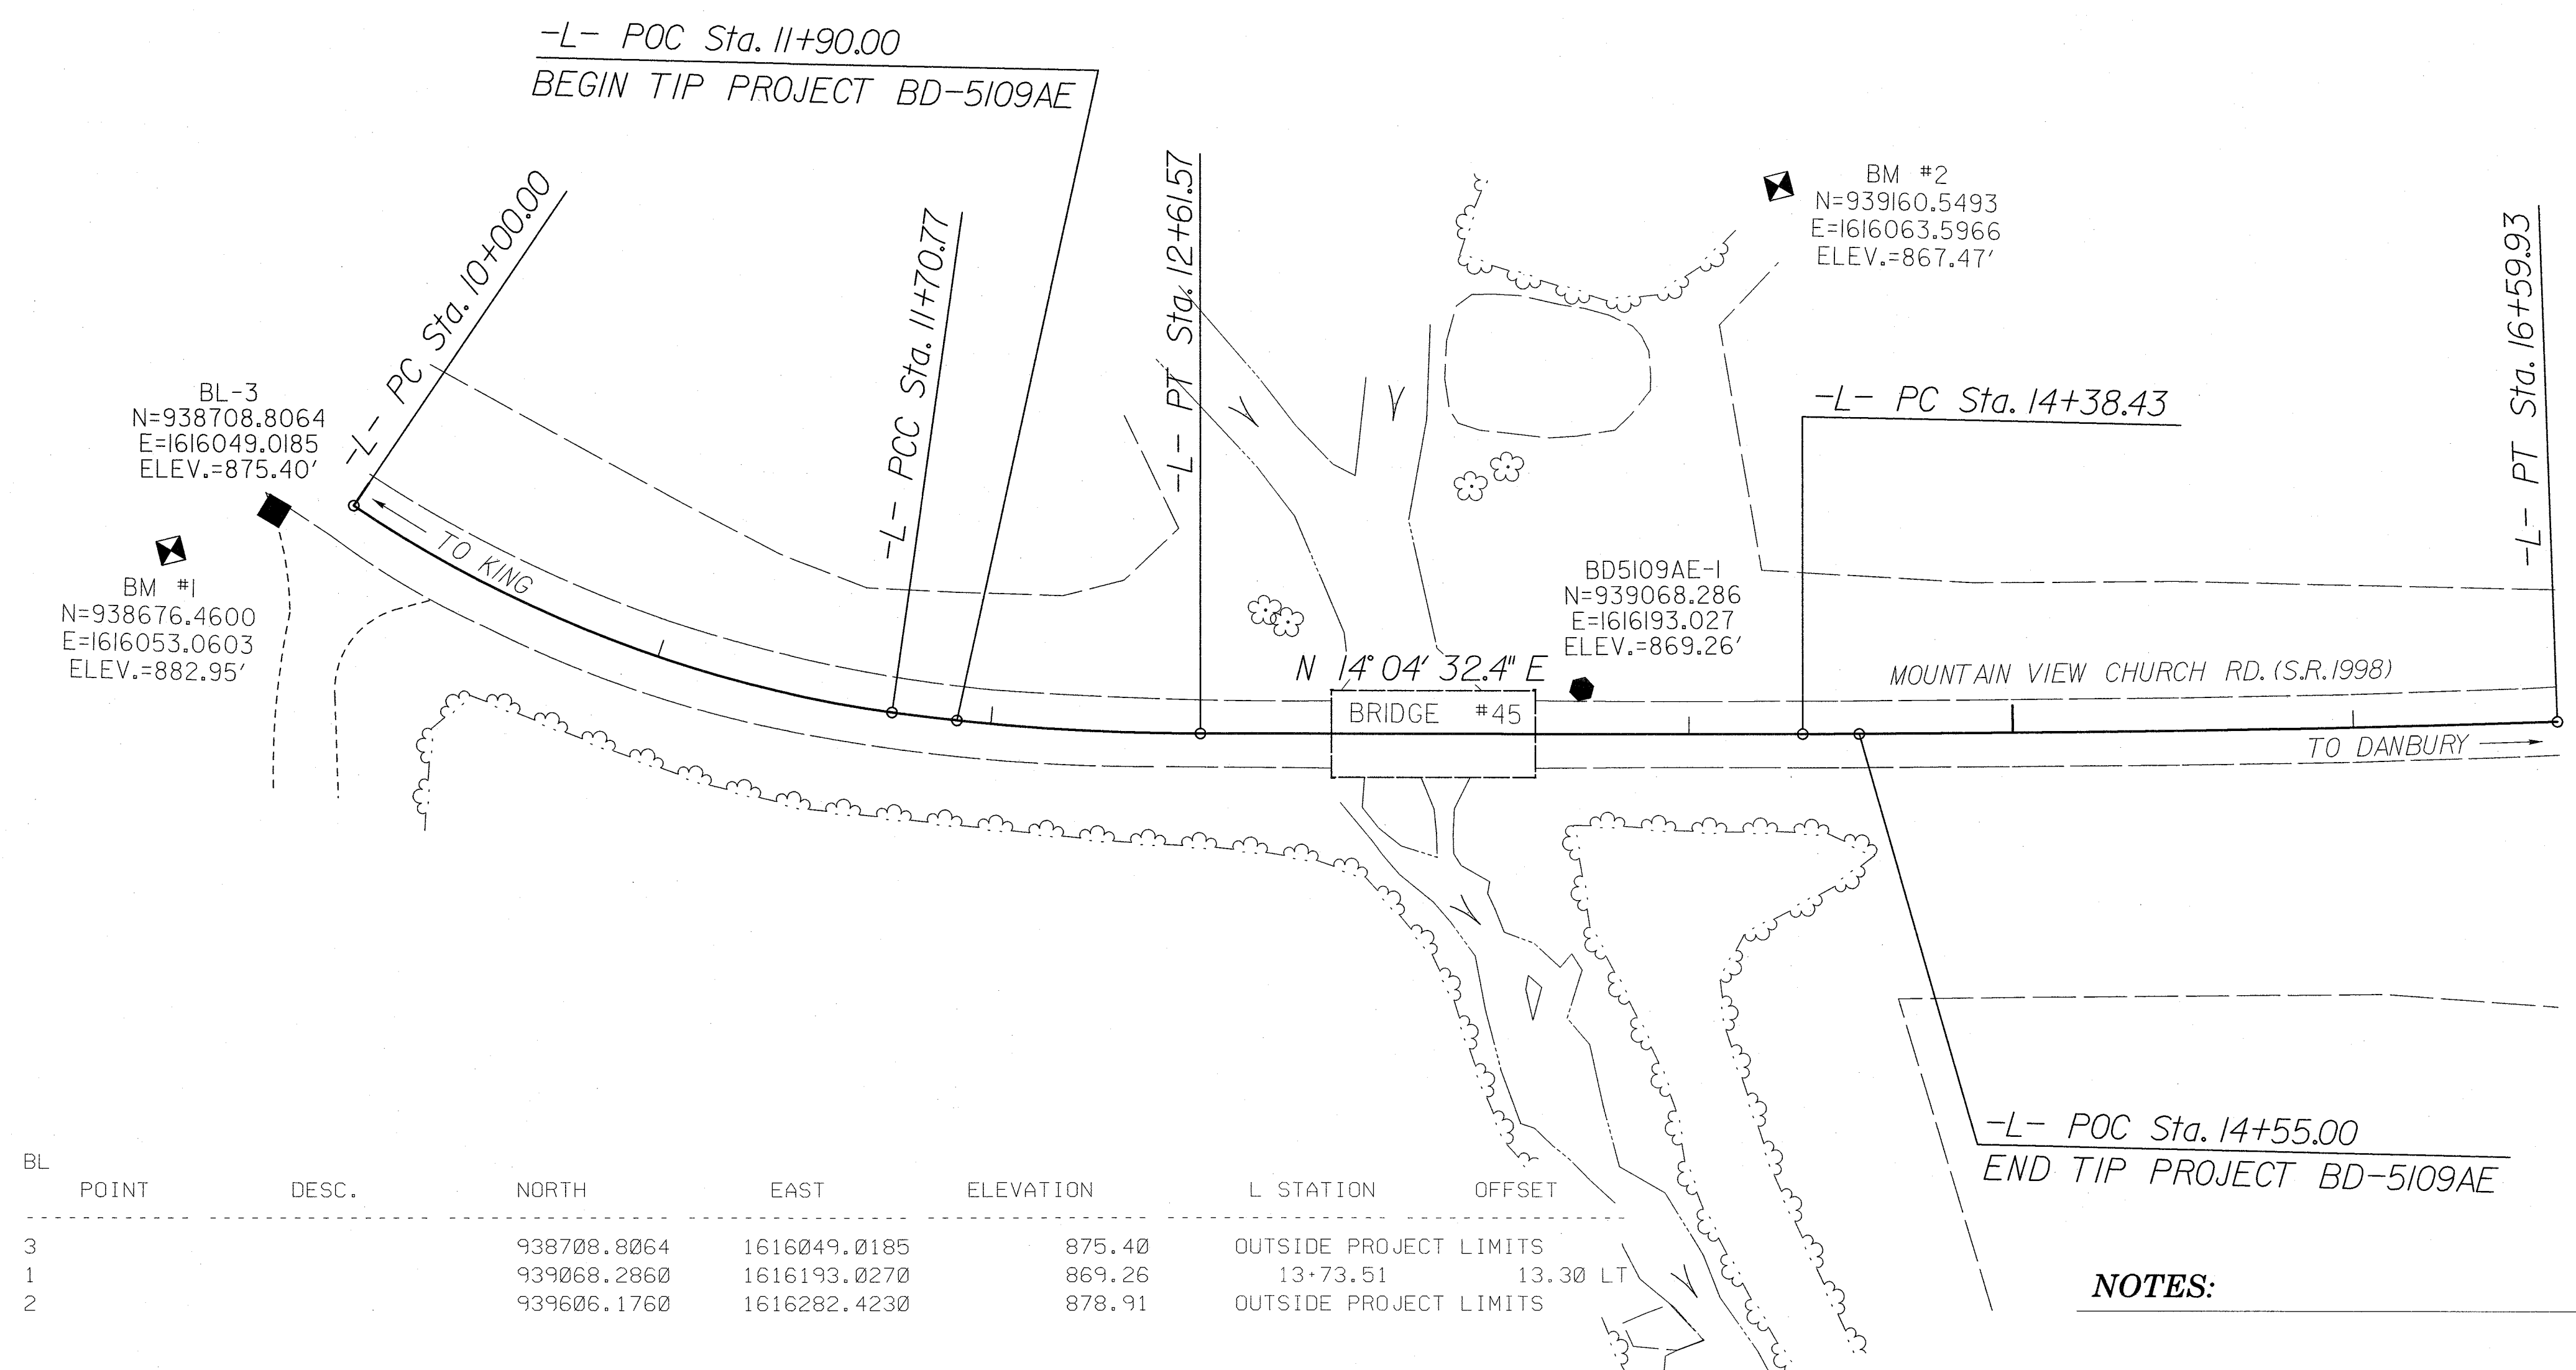 -L- POC Sta. 11+90.00
BEGIN TIP PROJECT BD-5109AE
-L- PC Sta. 10+00.00
-L- PCC Sta. 11+70.77
-L- PT Sta. 12+61.57
BM #2
N=939160.5493
E=1616063.5966
ELEV.=867.47'
-L- PT Sta. 16+59.93
BL-3
N=938708.8064
E=1616049.0185
ELEV.=875.40'
-L- PC Sta. 14+38.43
TO KING
BM #1
N=938676.4600
E=1616053.0603
ELEV.=882.95'
BD5109AE-1
N=939068.286
E=1616193.027
ELEV.=869.26'
N 14° 04' 32.4" E
MOUNTAIN VIEW CHURCH RD. (S.R. 1998)
BRIDGE #45
TO DANBURY
-L- POC Sta. 14+55.00
END TIP PROJECT BD-5109AE
BL
POINT DESC. NORTH EAST ELEVATION L STATION OFFSET
3 938708.8064 1616049.0185 875.40 OUTSIDE PROJECT LIMITS
1 939068.2860 1616193.0270 869.26 13+73.51 13.30 LT
2 939606.1760 1616282.4230 878.91 OUTSIDE PROJECT LIMITS
NOTES: